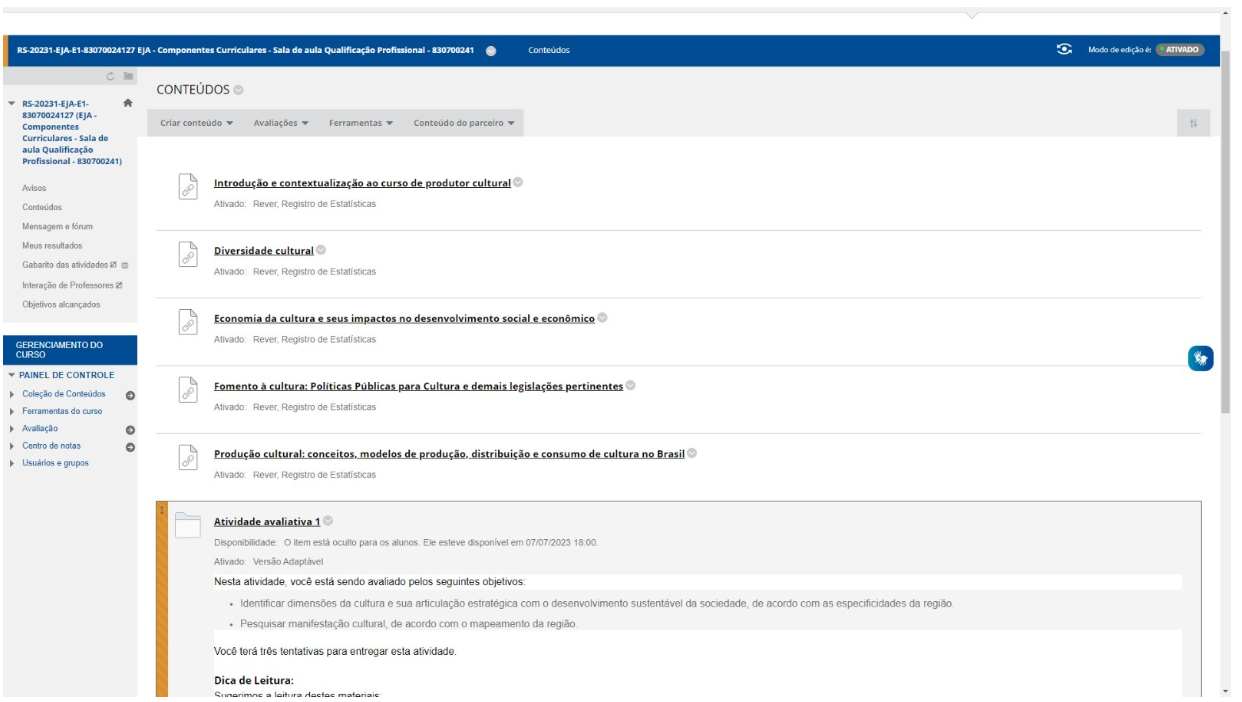 RS-20231-EJA-E1-83070024127 EJA - Componentes Curriculares - Sala de aula Qualificação Profissional - 830700241
Conteúdos
Modo de edição é:
ATIVADO
RS-20231-EJA-E1-
83070024127 (EJA -
Componentes
Curriculares - Sala de
aula Qualificação
Profissional - 830700241)
Avisos
Conteúdos
Mensagem e fórum
Meus resultados
Gabarito das atividades
Interação de Professores
Objetivos alcançados
GERENCIAMENTO DO
CURSO
PAINEL DE CONTROLE
Coleção de Conteúdos
Ferramentas do curso
Avaliação
Centro de notas
Usuários e grupos
CONTEÚDOS
Criar conteúdo
Avaliações
Ferramentas
Conteúdo do parceiro
Introdução e contextualização ao curso de produtor cultural
Ativado: Rever, Registro de Estatísticas
Diversidade cultural
Ativado: Rever, Registro de Estatísticas
Economia da cultura e seus impactos no desenvolvimento social e econômico
Ativado: Rever, Registro de Estatísticas
Fomento à cultura: Políticas Públicas para Cultura e demais legislações pertinentes
Ativado: Rever, Registro de Estatísticas
Produção cultural: conceitos, modelos de produção, distribuição e consumo de cultura no Brasil
Ativado: Rever, Registro de Estatísticas
Atividade avaliativa 1
Disponibilidade: O item está oculto para os alunos. Ele esteve disponível em 07/07/2023 18:00.
Ativado: Versão Adaptável
Nesta atividade, você está sendo avaliado pelos seguintes objetivos:
• Identificar dimensões da cultura e sua articulação estratégica com o desenvolvimento sustentável da sociedade, de acordo com as especificidades da região.
• Pesquisar manifestação cultural, de acordo com o mapeamento da região.
Você terá três tentativas para entregar esta atividade.
Dica de Leitura:
Sugerimos a leitura destes materiais: